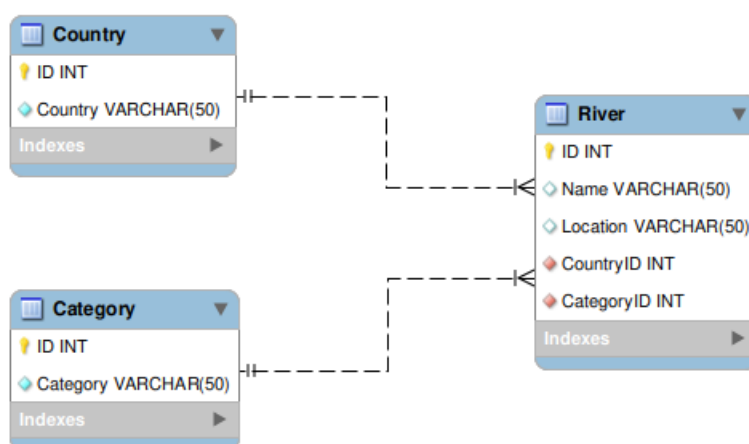 Country
ID INT
Country VARCHAR(50)
Indexes
River
ID INT
Name VARCHAR(50)
Location VARCHAR(50)
CountryID INT
CategoryID INT
Indexes
Category
ID INT
Category VARCHAR(50)
Indexes